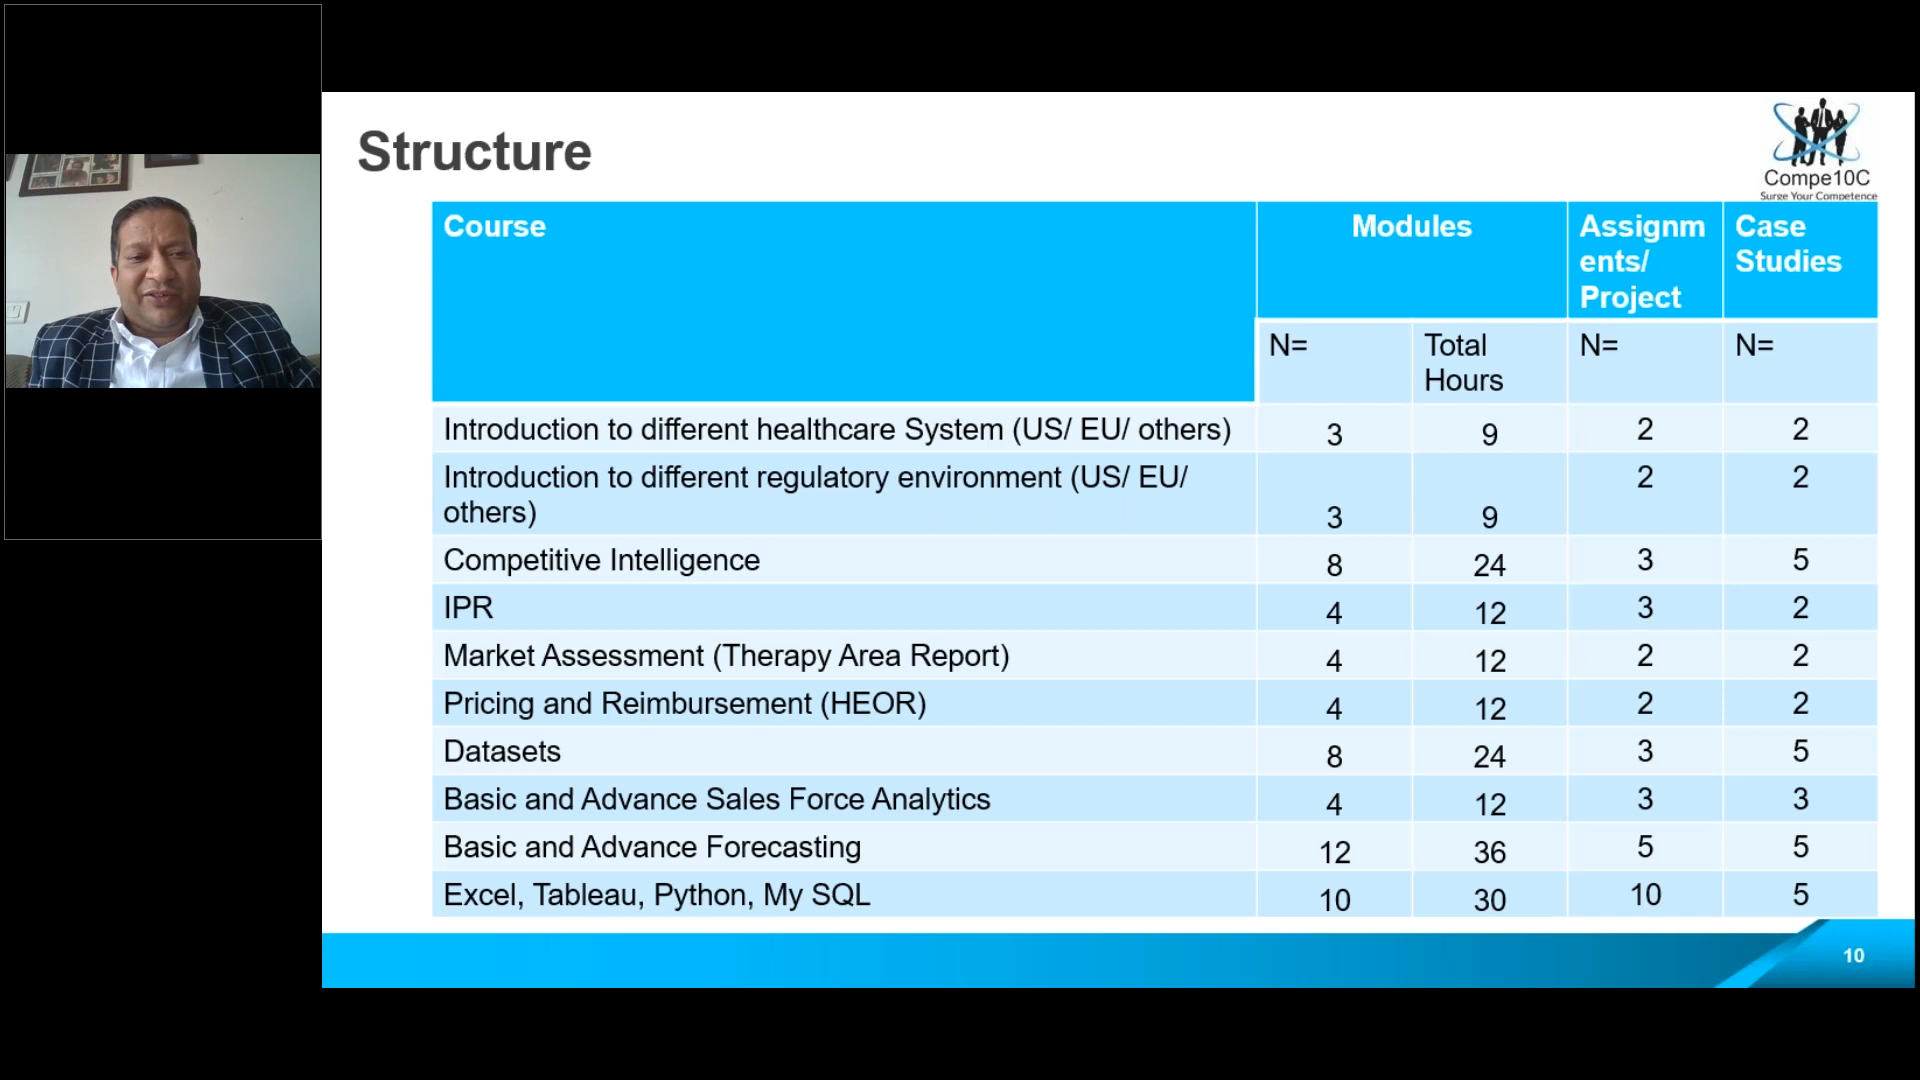 Structure
Compe10C
Surge Your Competence
Course Modules Assignm Case
ents/ Studies
Project
N= Total N= N=
Hours
Introduction to different healthcare System (US/ EU/ others) 3 9 2 2
Introduction to different regulatory environment (US/ EU/ 2 2
others) 3 9
Competitive Intelligence 8 24 3 5
IPR 4 12 3 2
Market Assessment (Therapy Area Report) 4 12 2 2
Pricing and Reimbursement (HEOR) 4 12 2 2
Datasets 8 24 3 5
Basic and Advance Sales Force Analytics 4 12 3 3
Basic and Advance Forecasting 12 36 5 5
Excel, Tableau, Python, My SQL 10 30 10 5
10